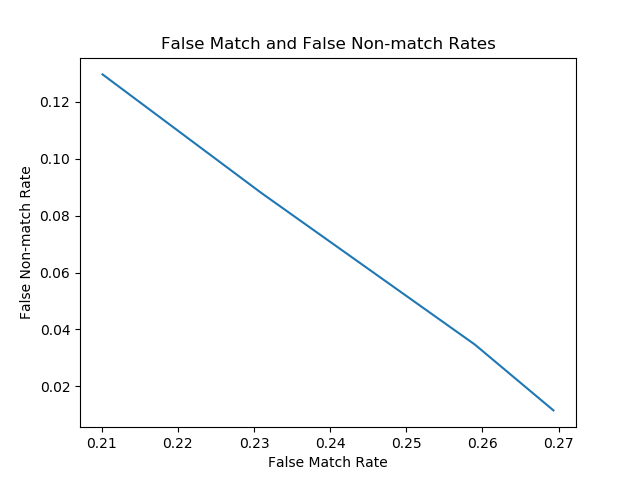 False Match and False Non-match Rates
0.12
0.10
0.08
0.06
0.04
0.02
False Non-match Rate
0.21 0.22 0.23 0.24 0.25 0.26 0.27
False Match Rate